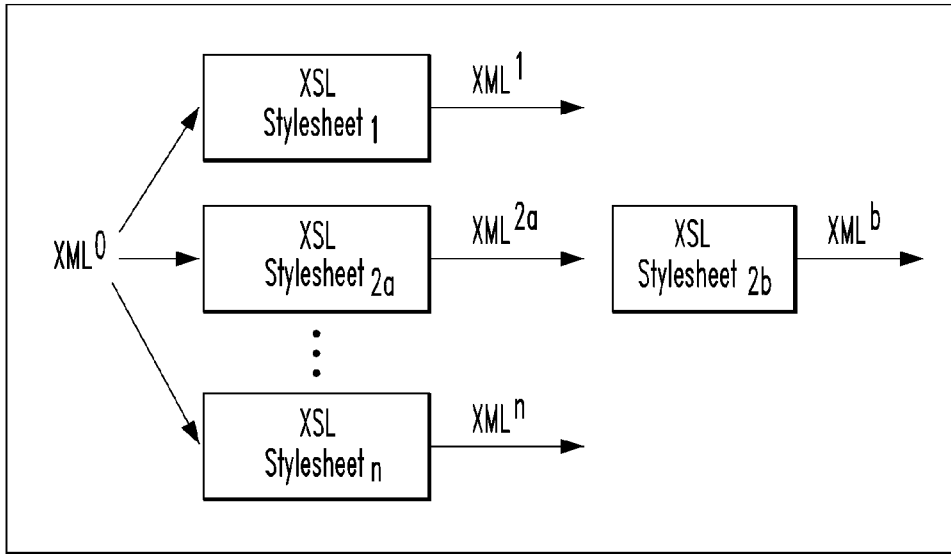 XSL
Stylesheet 1
XML^1
XML^0
XSL
Stylesheet 2a
XML^2a
XSL
Stylesheet 2b
XML^b
XSL
Stylesheet n
XML^n